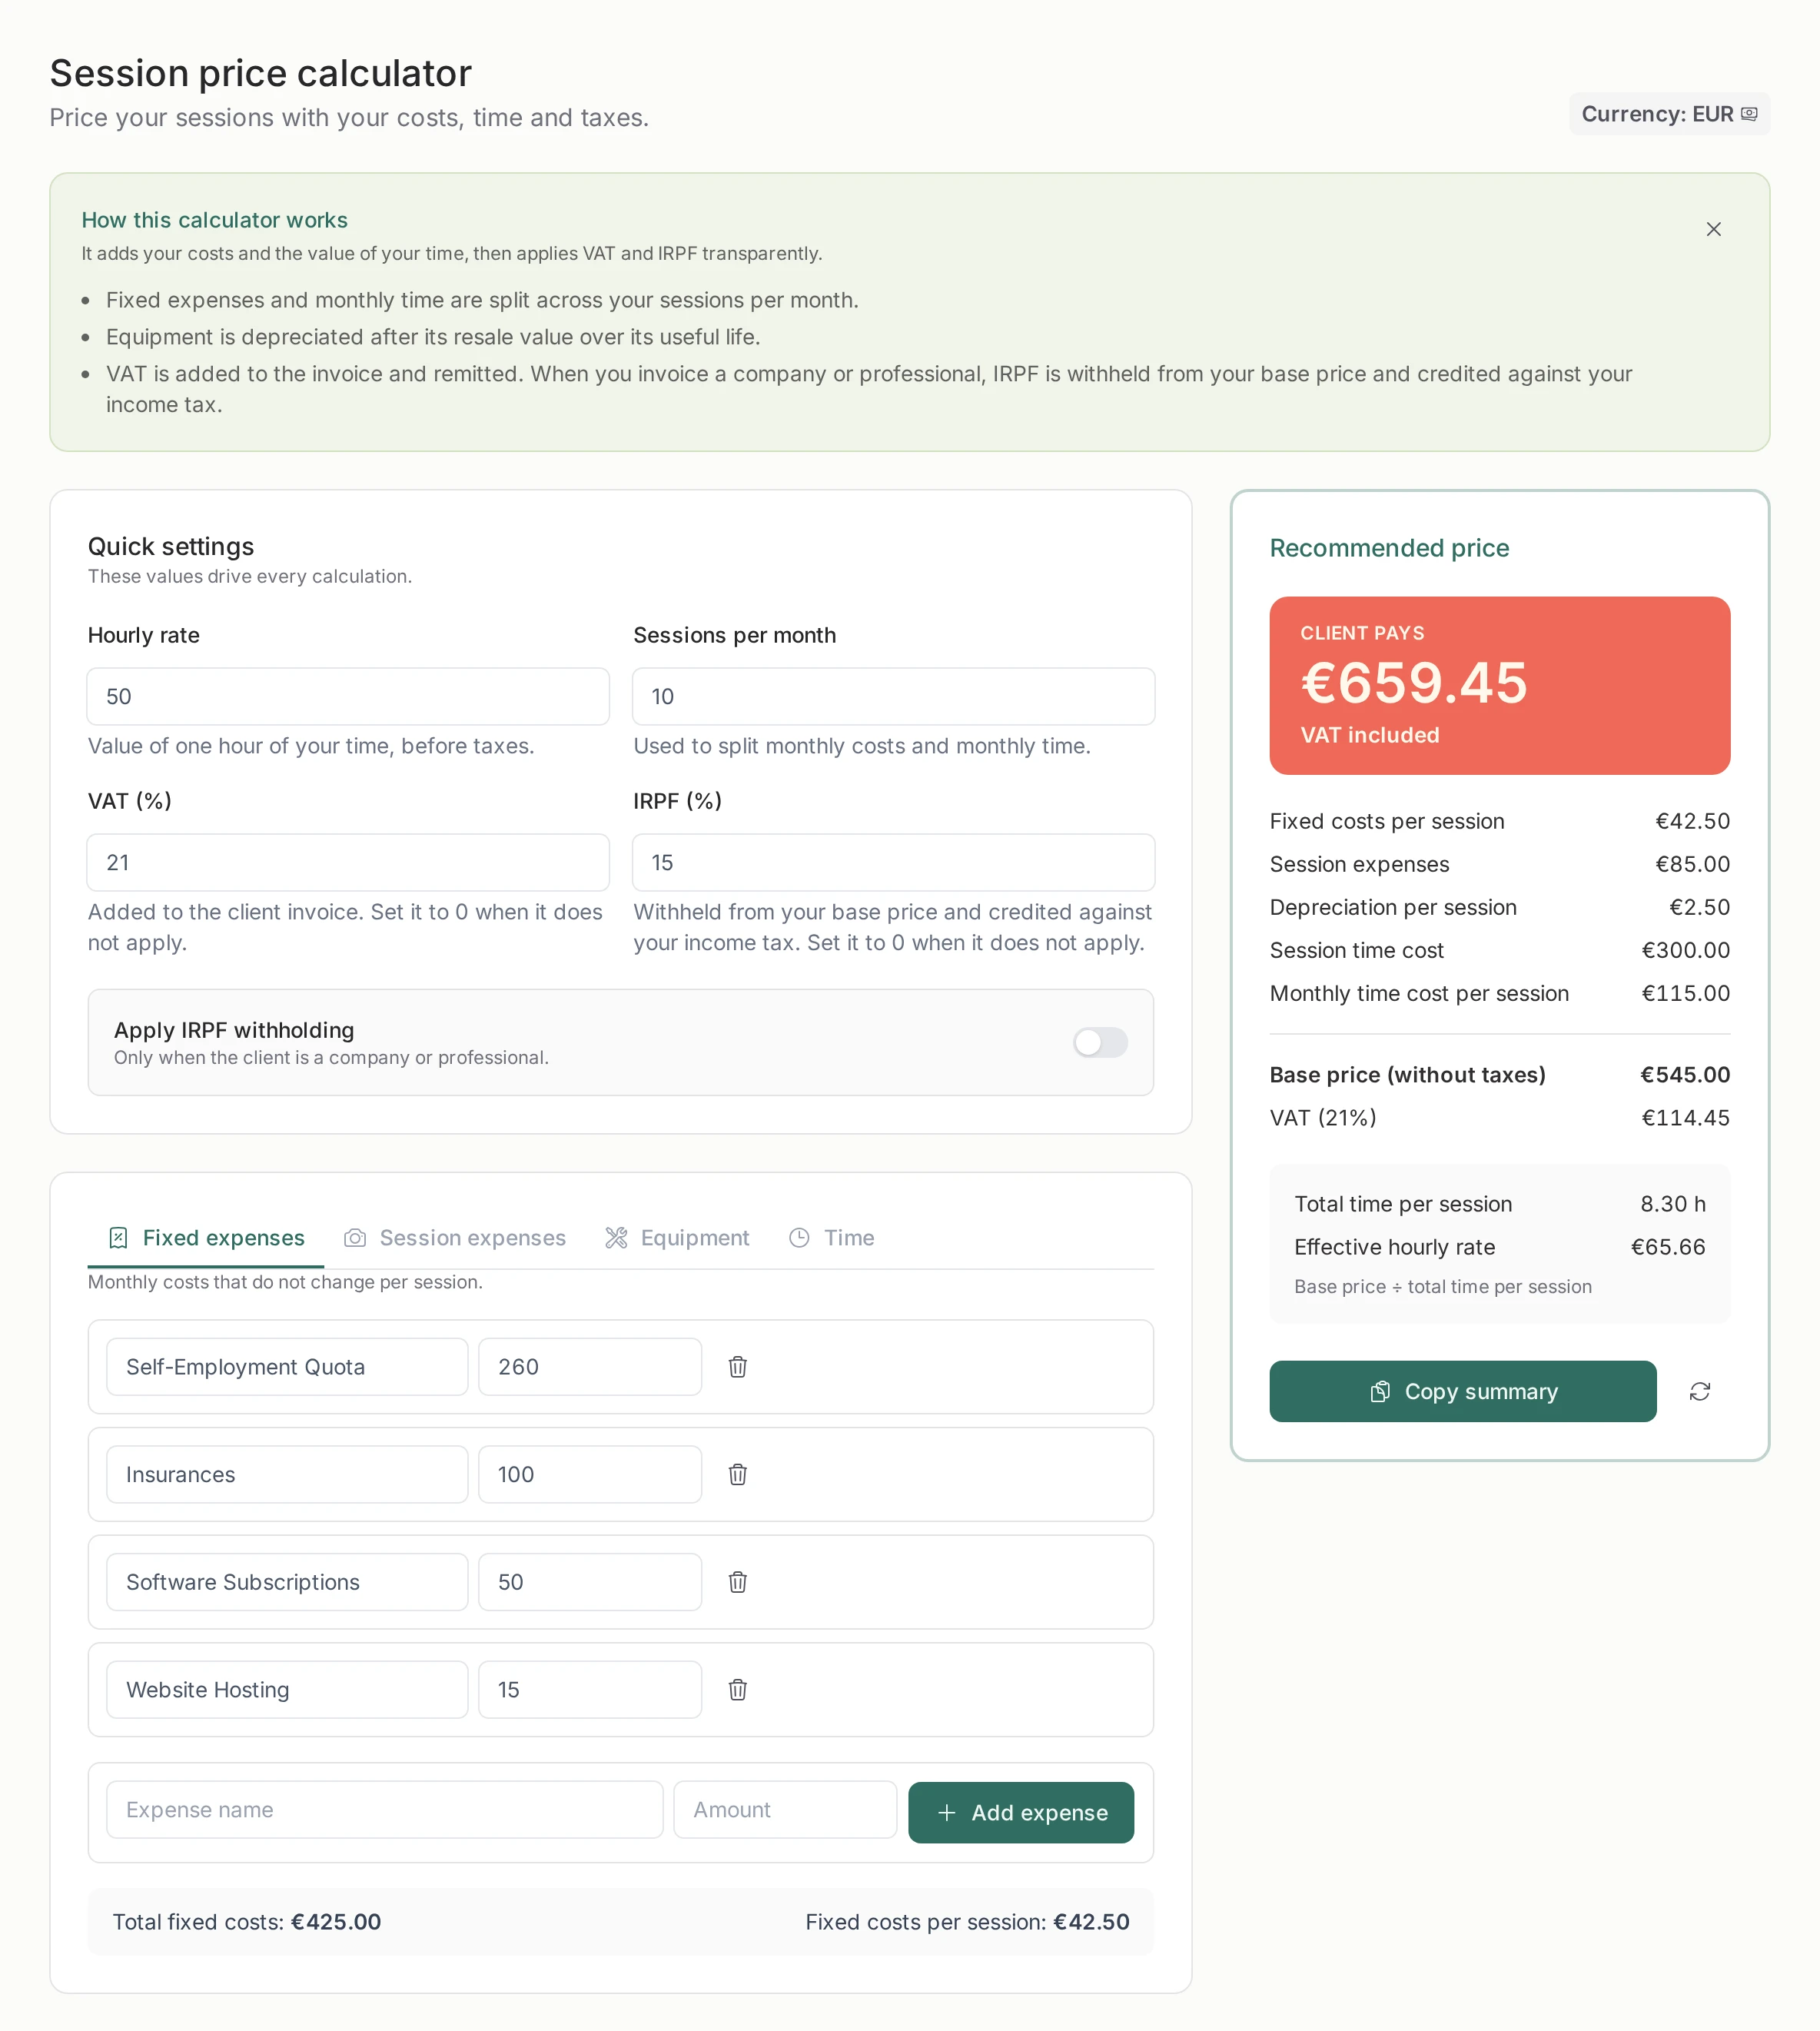 Session price calculator
Price your sessions with your costs, time and taxes.
Currency: EUR
How this calculator works
It adds your costs and the value of your time, then applies VAT and IRPF transparently.
Fixed expenses and monthly time are split across your sessions per month.
Equipment is depreciated after its resale value over its useful life.
VAT is added to the invoice and remitted. When you invoice a company or professional, IRPF is withheld from your base price and credited against your
income tax.
Quick settings
These values drive every calculation.
Hourly rate
Sessions per month
50
10
Value of one hour of your time, before taxes.
Used to split monthly costs and monthly time.
VAT (%)
IRPF (%)
21
15
Added to the client invoice. Set it to 0 when it does
not apply.
Withheld from your base price and credited against
your income tax. Set it to 0 when it does not apply.
Apply IRPF withholding
Only when the client is a company or professional.
Fixed expenses
Session expenses
Equipment
Time
Monthly costs that do not change per session.
Self-Employment Quota
260
Insurances
100
Software Subscriptions
50
Website Hosting
15
Expense name
Amount
Add expense
Total fixed costs: €425.00
Fixed costs per session: €42.50
Recommended price
CLIENT PAYS
€659.45
VAT included
Fixed costs per session €42.50
Session expenses €85.00
Depreciation per session €2.50
Session time cost €300.00
Monthly time cost per session €115.00
Base price (without taxes) €545.00
VAT (21%) €114.45
Total time per session 8.30 h
Effective hourly rate €65.66
Base price ÷ total time per session
Copy summary